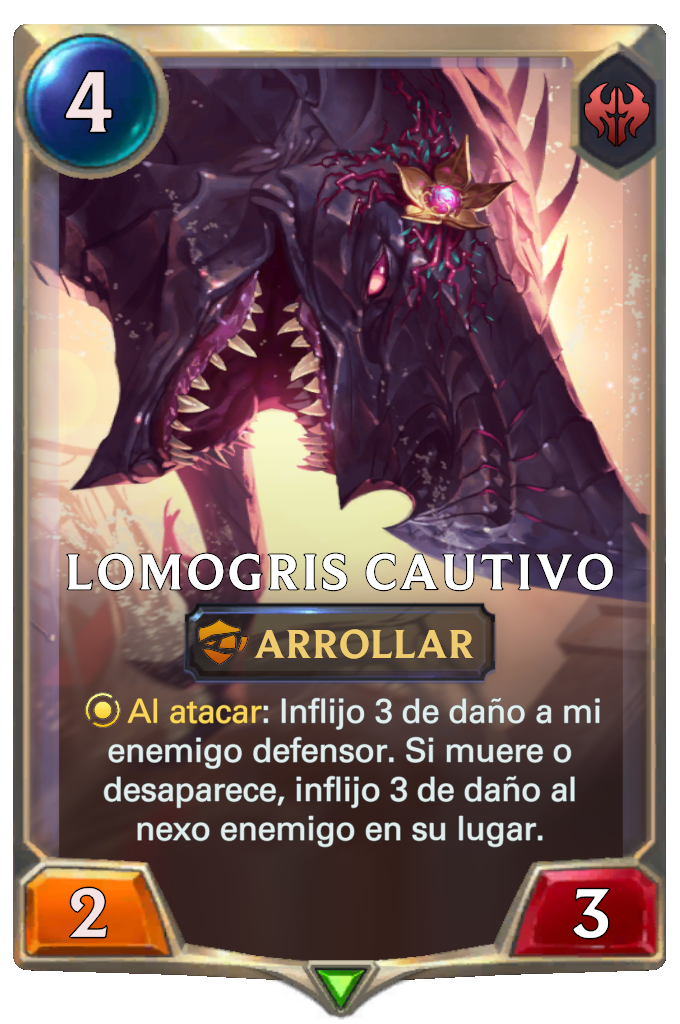 4
LOMOGRIS CAUTIVO
ARROLLAR
Al atacar: Inflijo 3 de daño a mi
enemigo defensor. Si muere o
desaparece, inflijo 3 de daño al
nexo enemigo en su lugar.
2
3